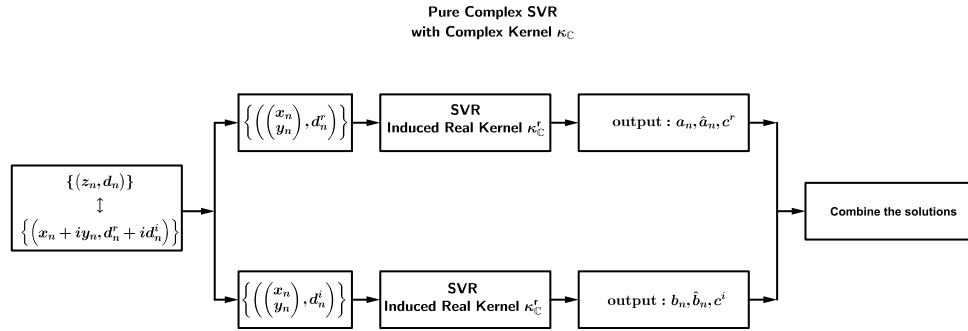 Pure Complex SVR
with Complex Kernel κ_ℂ
{((x_n y_n), d_n^r)}
SVR
Induced Real Kernel κ_ℂ^r
output : a_n, â_n, c^r
{(z_n, d_n)}
↕
{(x_n + iy_n, d_n^r + id_n^i)}
Combine the solutions
{((x_n y_n), d_n^i)}
SVR
Induced Real Kernel κ_ℂ^r
output : b_n, b̂_n, c^i